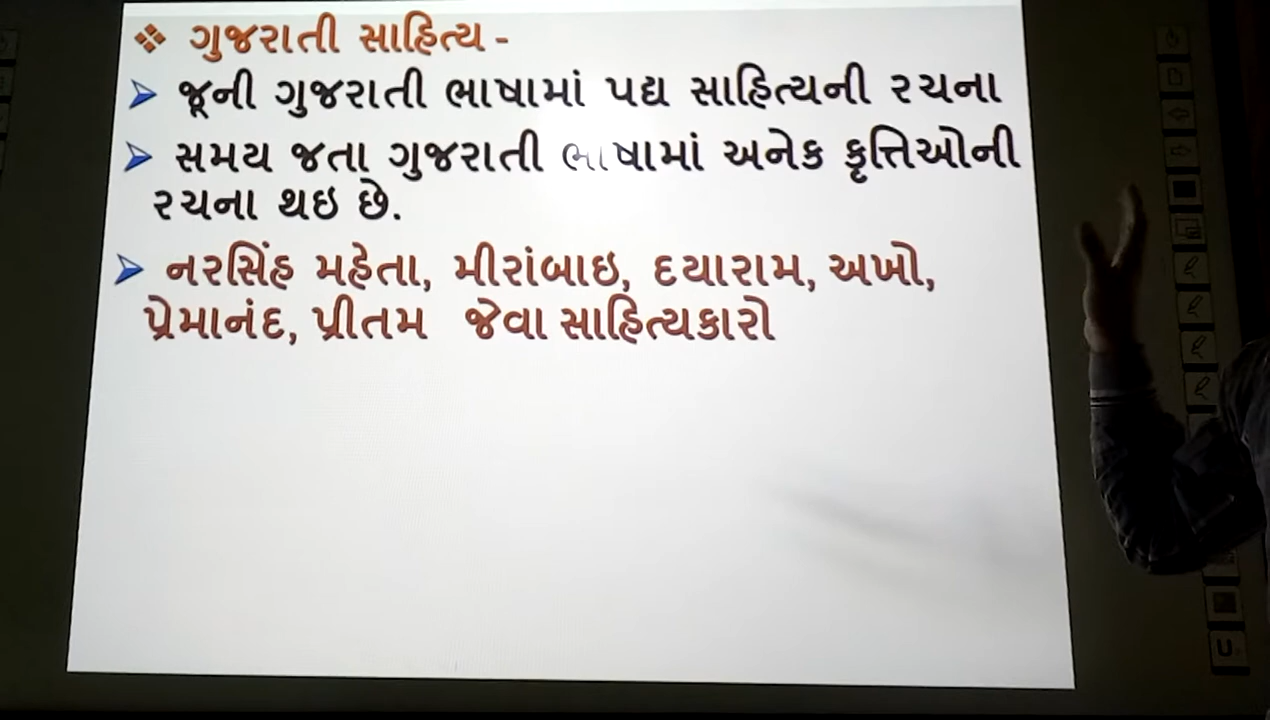 ❖ ગુજરાતી સાહિત્ય -
➢ જૂની ગુજરાતી ભાષામાં પદ્ય સાહિત્યની રચના
➢ સમય જતા ગુજરાતી ભાષામાં અનેક કૃત્તિઓની
રચના થઇ છે.
➢ નરસિંહ મહેતા, મીરાંબાઇ, દયારામ, અખો,
પ્રેમાનંદ, પ્રીતમ જેવા સાહિત્યકારો